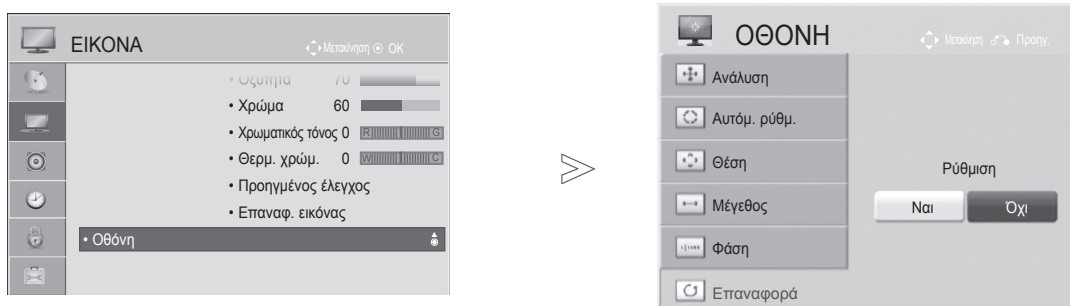 ΕΙΚΟΝΑ
Μετακίνηση OK
• Οξύτητα 70
• Χρώμα 60
• Χρωματικός τόνος 0 R G
• Θερμ. χρώμ. 0 W C
• Προηγμένος έλεγχος
• Επαναφ. εικόνας
• Οθόνη
ΟΘΟΝΗ
Μετακίνηση Προηγ.
Ανάλυση
Αυτόμ. ρύθμ.
Θέση
Μέγεθος
Φάση
Επαναφορά
Ρύθμιση
Ναι Όχι